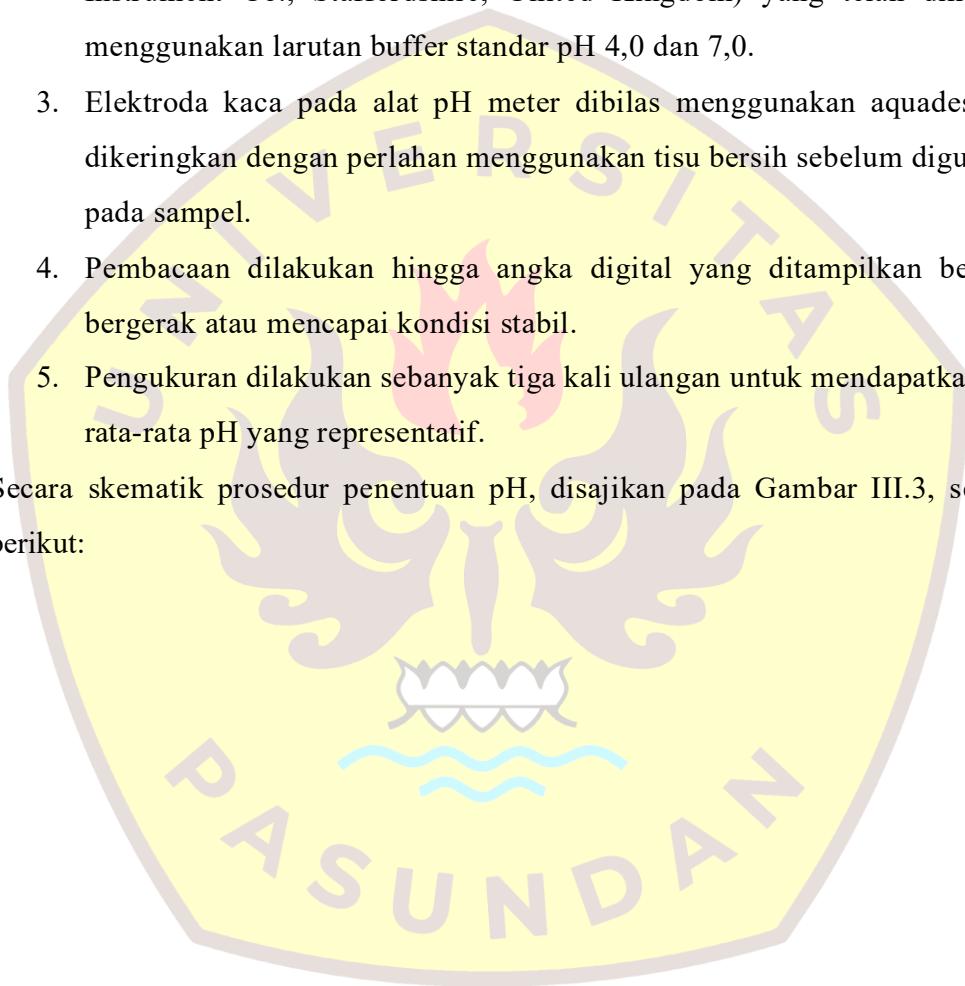 menggunakan larutan buffer standar pH 4,0 dan 7,0.
3. Elektroda kaca pada alat pH meter dibilas menggunakan aquades
dikeringkan dengan perlahan menggunakan tisu bersih sebelum digu
pada sampel.
4. Pembacaan dilakukan hingga angka digital yang ditampilkan be
bergerak atau mencapai kondisi stabil.
5. Pengukuran dilakukan sebanyak tiga kali ulangan untuk mendapatka
rata-rata pH yang representatif.
Secara skematik prosedur penentuan pH, disajikan pada Gambar III.3, se
berikut:
UNIVERSITAS
PASUNDAN